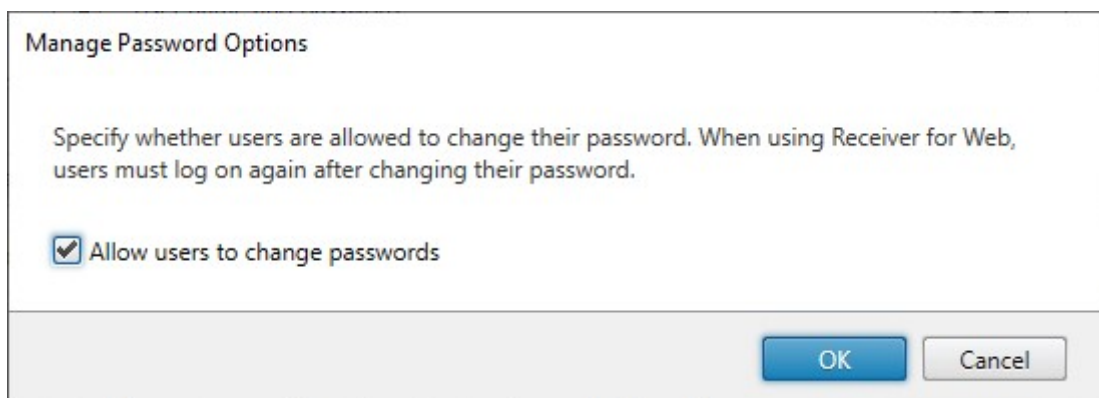 Manage Password Options
Specify whether users are allowed to change their password. When using Receiver for Web,
users must log on again after changing their password.
Allow users to change passwords
OK Cancel